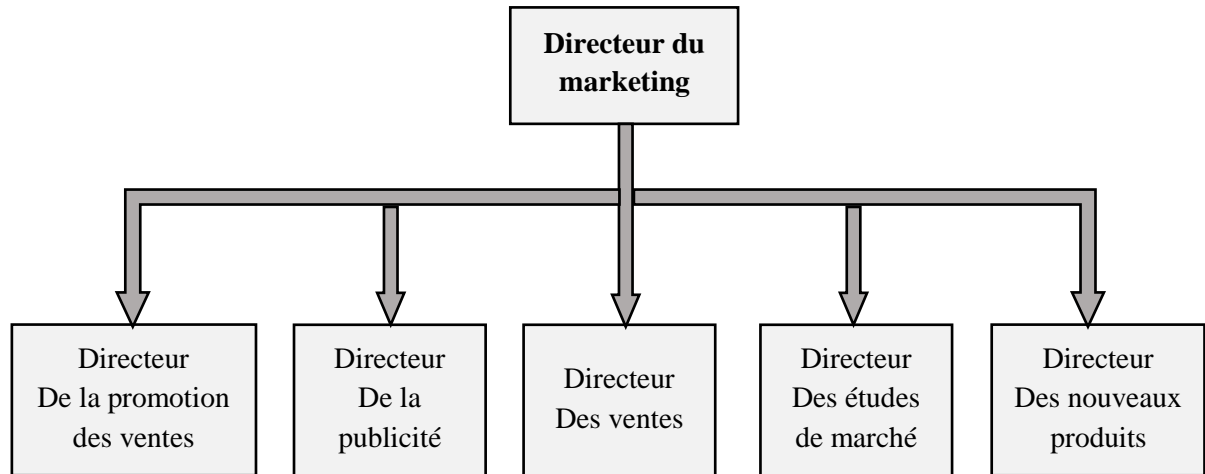 Directeur du
marketing
Directeur
De la promotion
des ventes
Directeur
De la
publicité
Directeur
Des ventes
Directeur
Des études
de marché
Directeur
Des nouveaux
produits